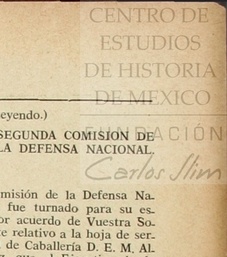 CENTRO DE
ESTUDIOS
DE HISTORIA
DE MEXICO
FUNDACIÓN
Carlos Slim
eyendo.)
SEGUNDA COMISION DE
LA DEFENSA NACIONAL.
misión de la Defensa Na-
fue turnado para su es-
or acuerdo de Vuestra So-
te relativo a la hoja de ser-
de Caballería D. E. M. Al-